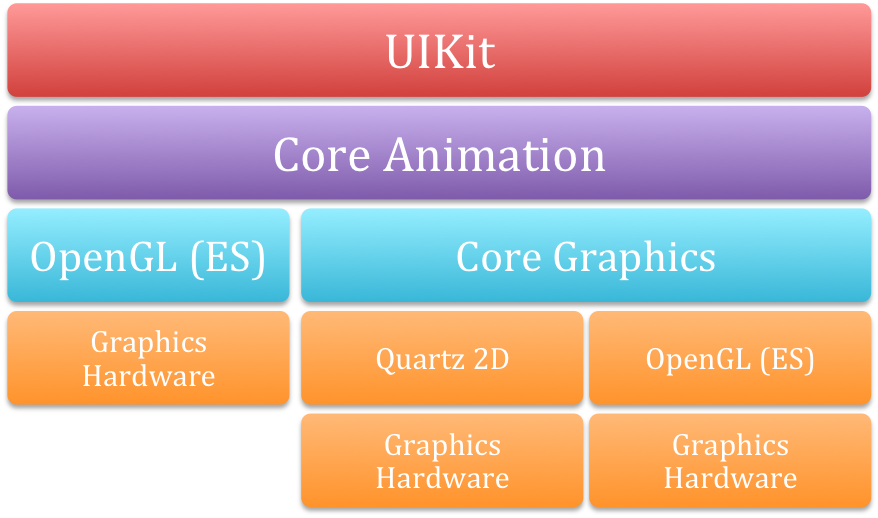 UIKit
Core Animation
OpenGL (ES)
Core Graphics
Graphics
Hardware
Quartz 2D
OpenGL (ES)
Graphics
Hardware
Graphics
Hardware